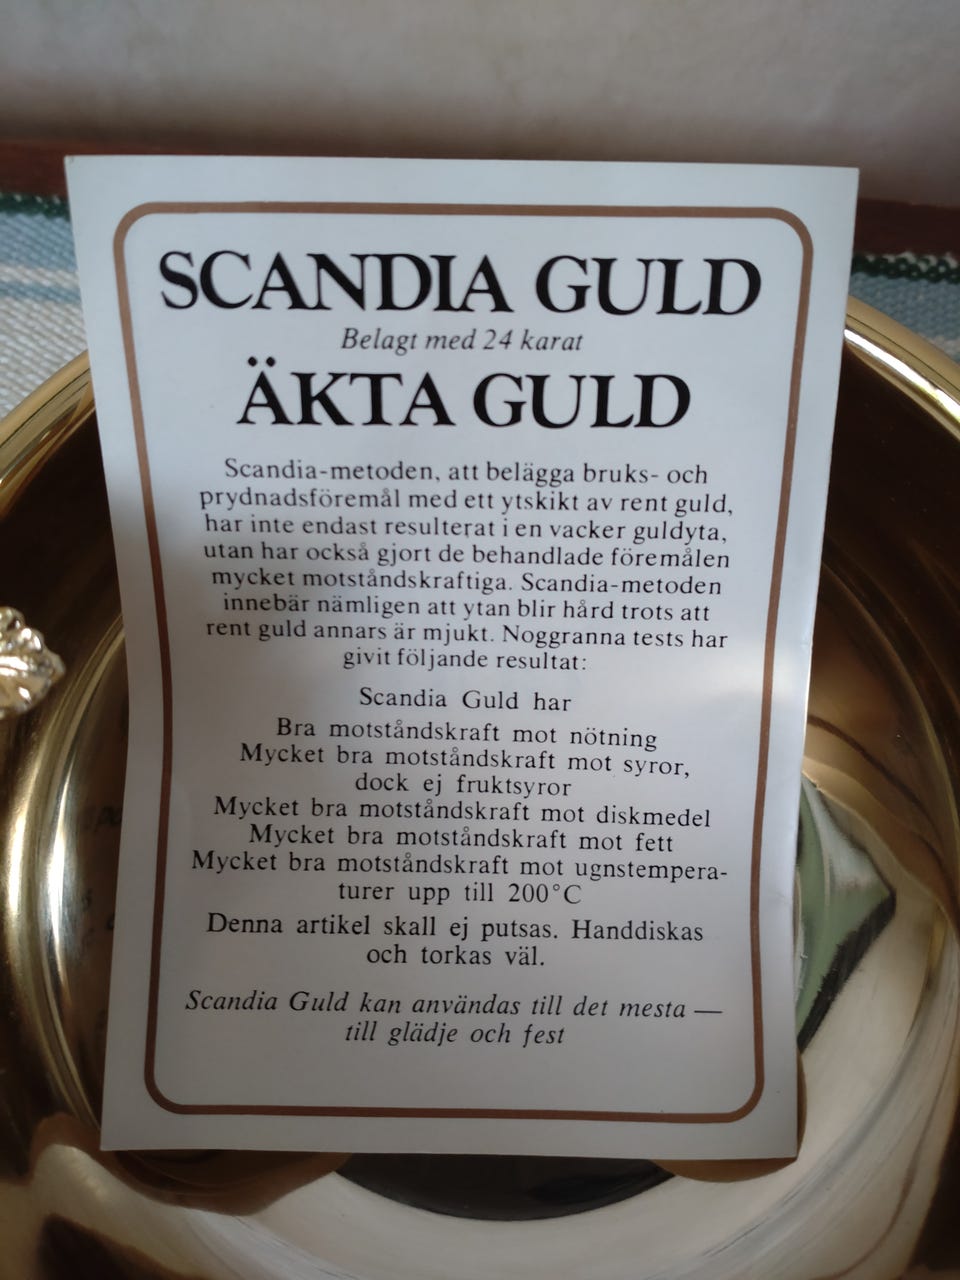 SCANDIA GULD
Belagt med 24 karat
ÄKTA GULD
Scandia-metoden, att belägga bruks- och
prydnadsföremål med ett ytskikt av rent guld,
har inte endast resulterat i en vacker guldyta,
utan har också gjort de behandlade föremålen
mycket motståndskraftiga. Scandia-metoden
innebär nämligen att ytan blir hård trots att
rent guld annars är mjukt. Noggranna tests har
givit följande resultat:
Scandia Guld har
Bra motståndskraft mot nötning
Mycket bra motståndskraft mot syror,
dock ej fruktsyror
Mycket bra motståndskraft mot diskmedel
Mycket bra motståndskraft mot fett
Mycket bra motståndskraft mot ugnstempera-
turer upp till 200°C
Denna artikel skall ej putsas. Handdiskas
och torkas väl.
Scandia Guld kan användas till det mesta —
till glädje och fest